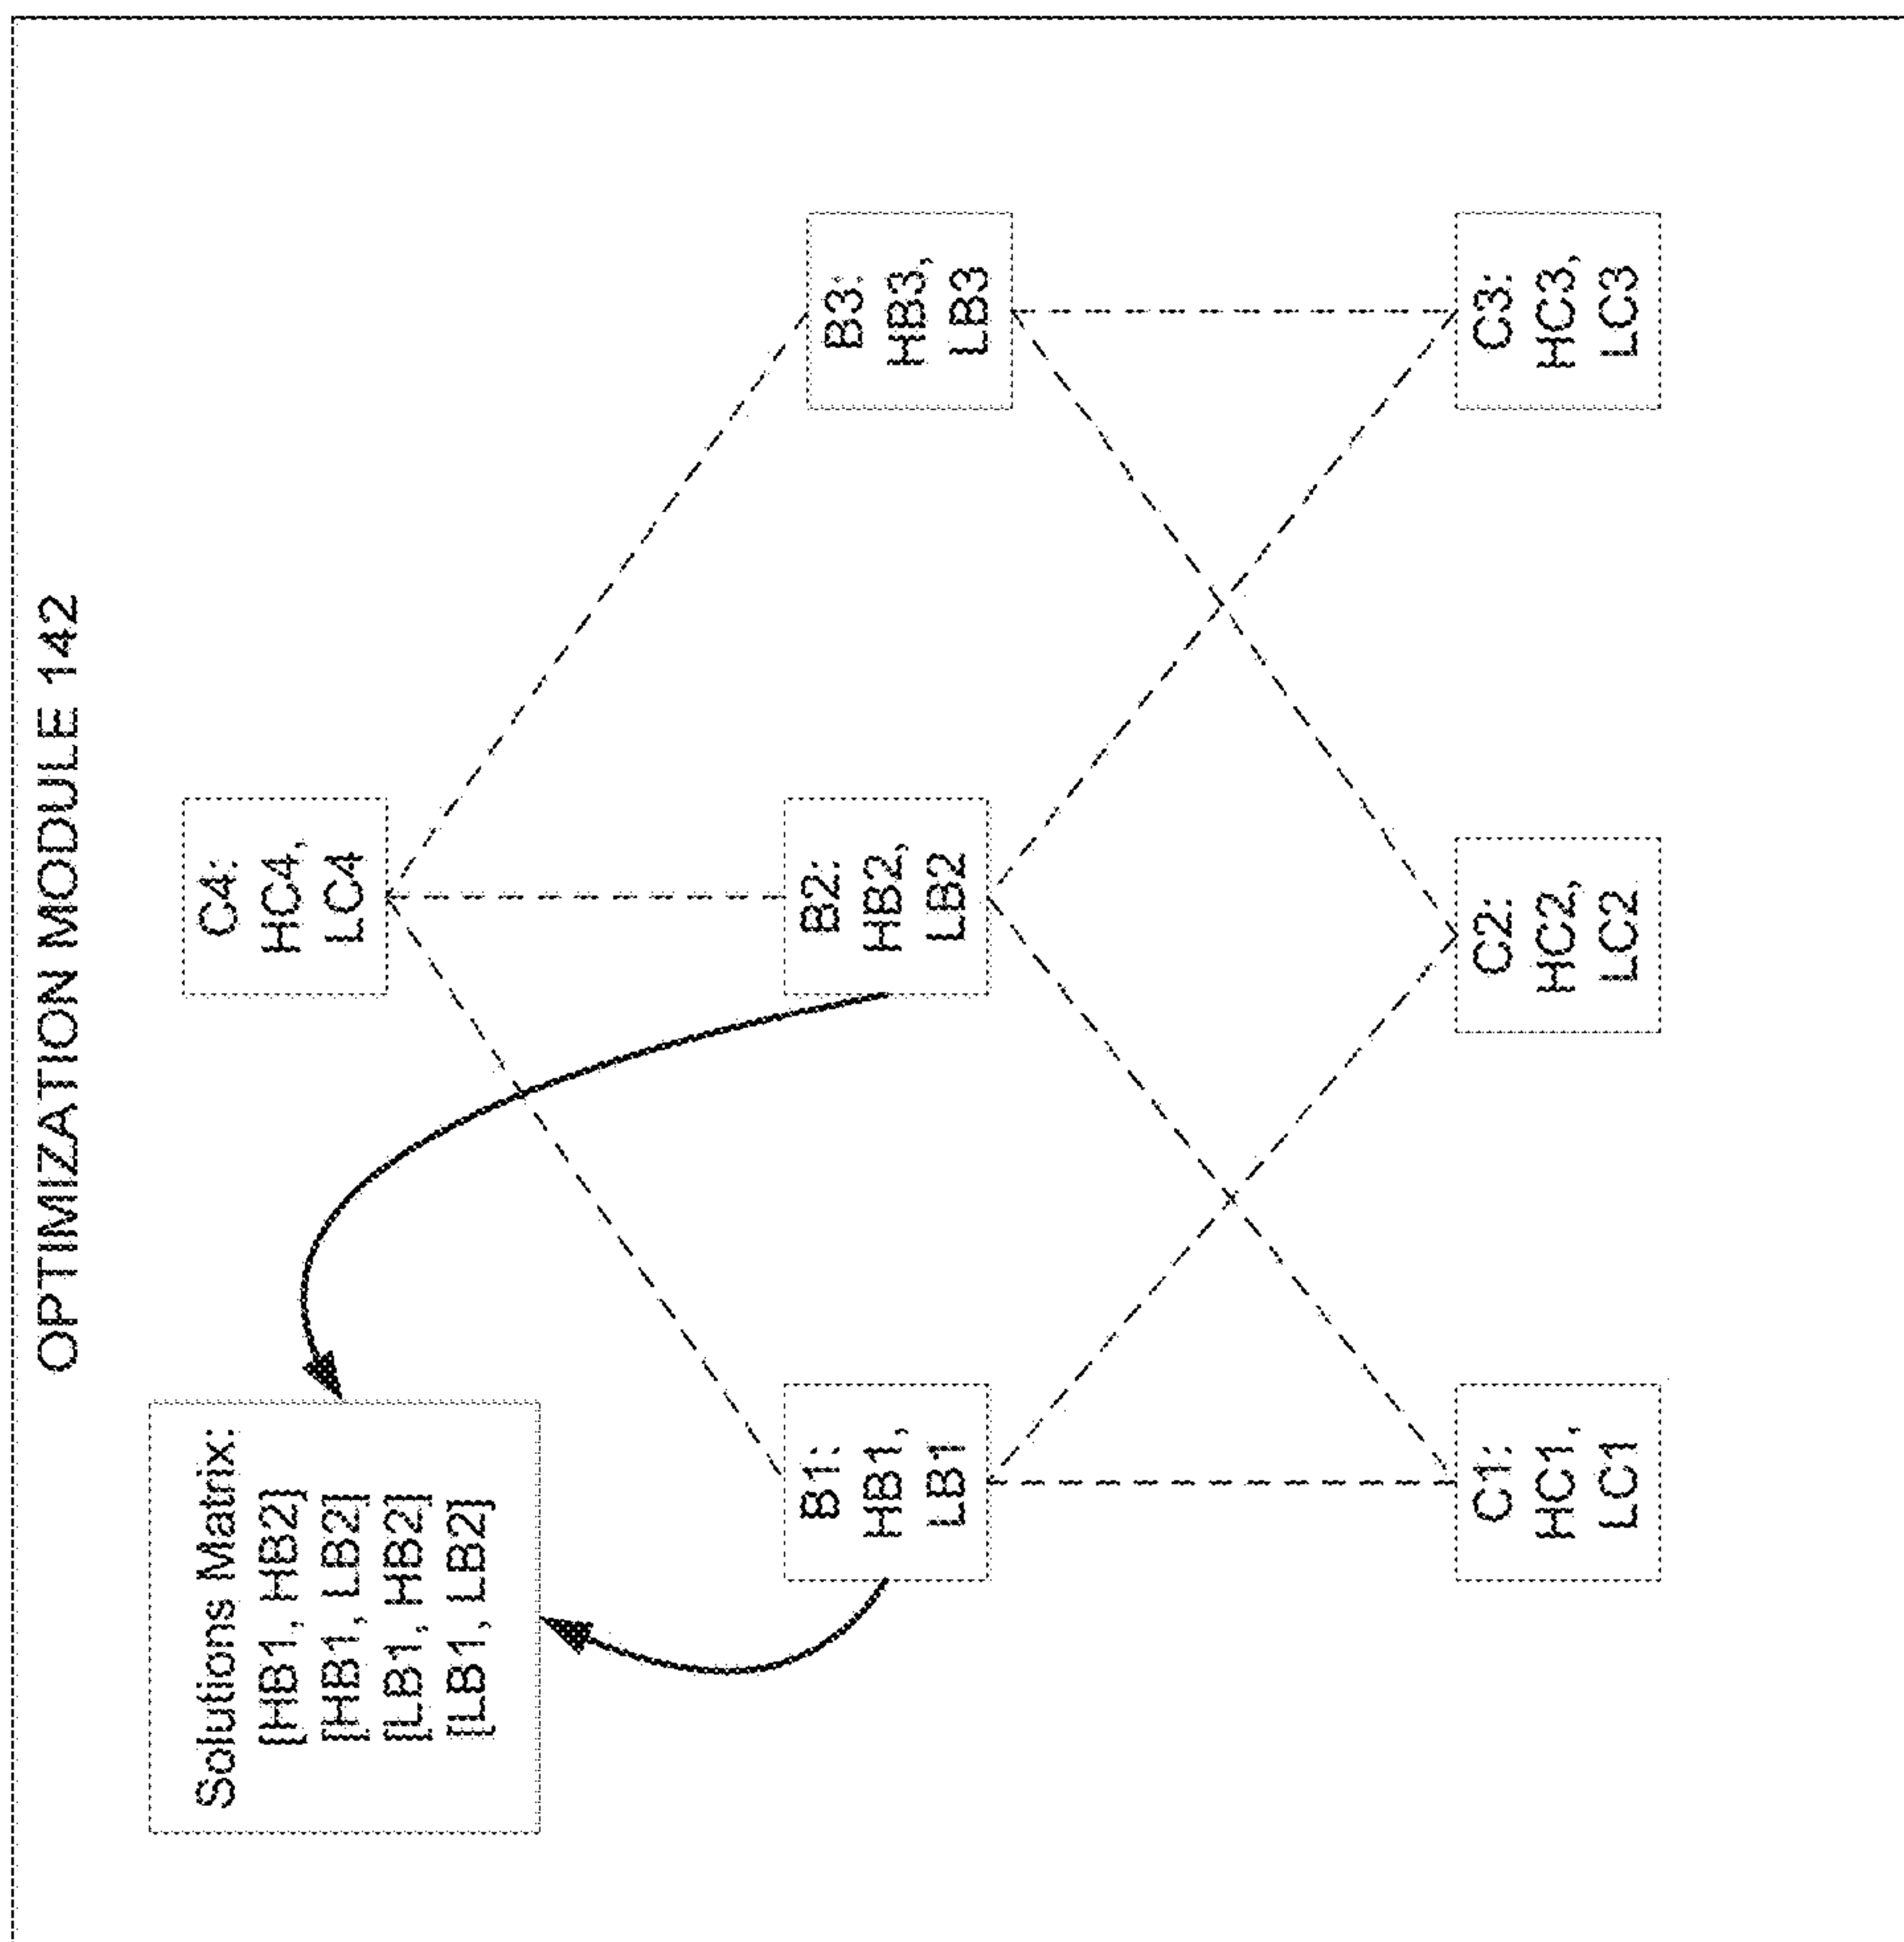 OPTIMIZATION MODULE 142
Solutions Matrix:
[HB1, HB2]
[HB1, LB2]
[LB1, HB2]
[LB1, LB2]
C4:
HC4,
LC4
B1:
HB1,
LB1
B2:
HB2,
LB2
B3:
HB3,
LB3
C1:
HC1,
LC1
C2:
HC2,
LC2
C3:
HC3,
LC3